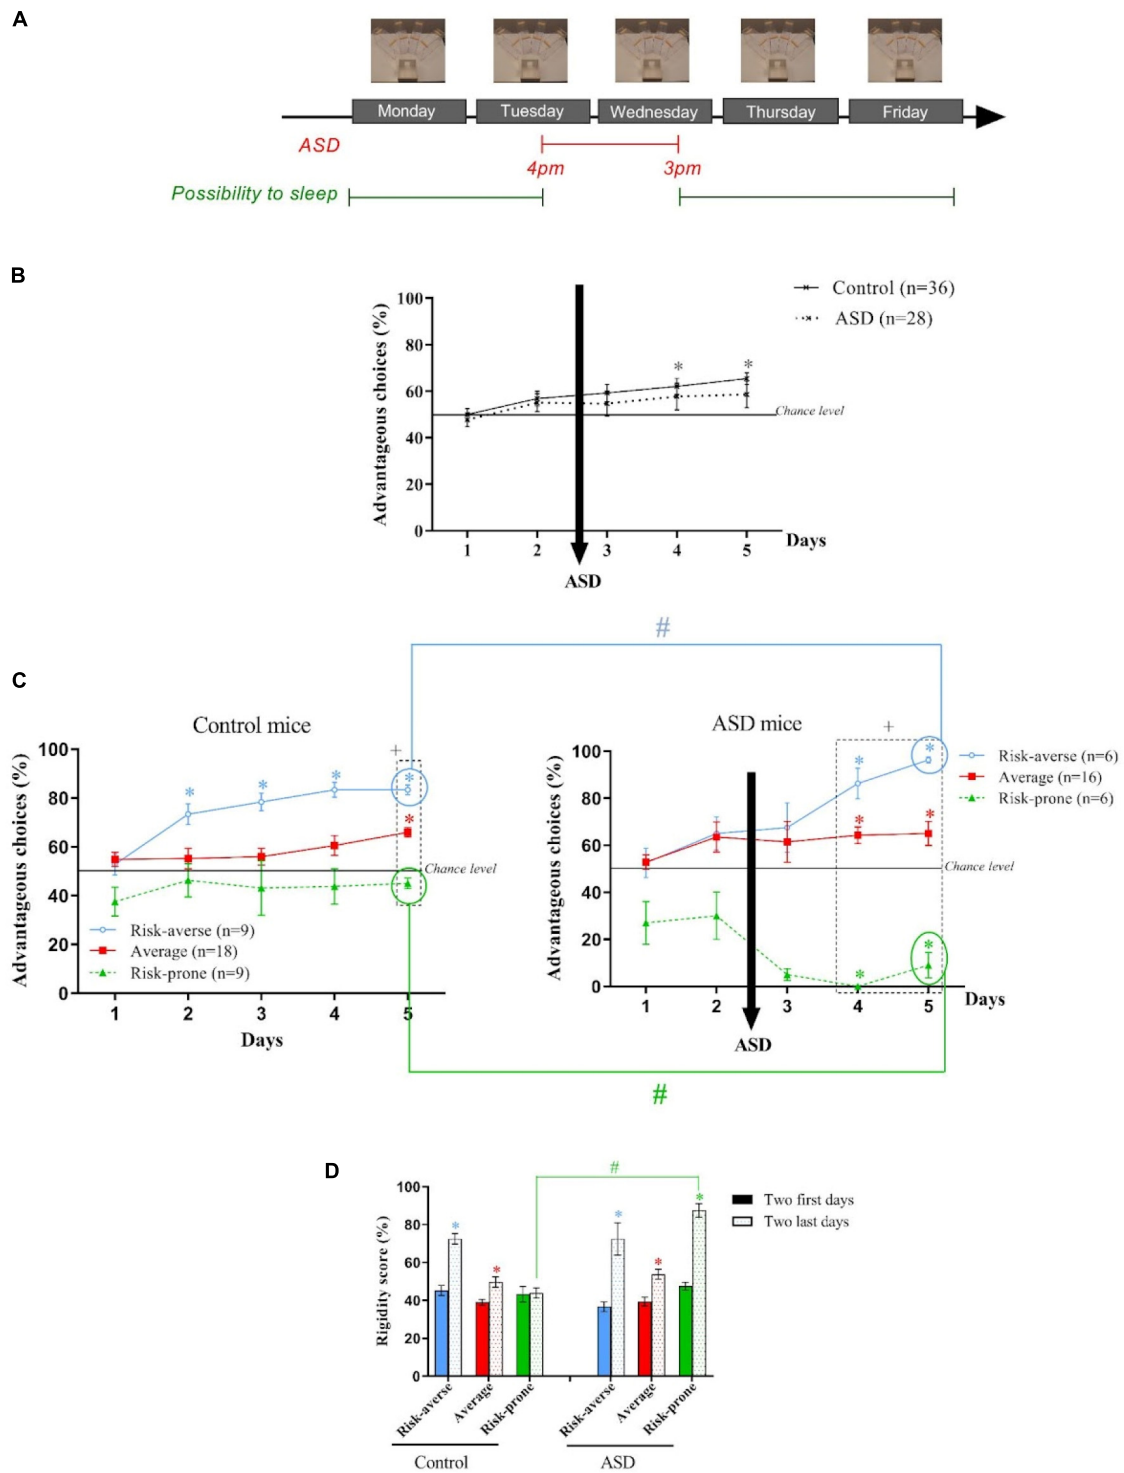 A
Monday Tuesday Wednesday Thursday Friday
ASD
4pm 3pm
Possibility to sleep
B
Control (n=36)
ASD (n=28)
Advantageous choices (%)
100
80
60
40
20
0
* *
Chance level
1 2 3 4 5
Days
ASD
#
C
Control mice
+
Advantageous choices (%)
100
80
60
40
20
0
* * * *
*
Chance level
Risk-averse (n=9)
Average (n=18)
Risk-prone (n=9)
1 2 3 4 5
Days
ASD mice
+
Advantageous choices (%)
100
80
60
40
20
0
* *
* *
* *
Chance level
Risk-averse (n=6)
Average (n=16)
Risk-prone (n=6)
1 2 3 4 5
Days
ASD
#
D
#
Rigidity score (%)
100
80
60
40
20
0
* * * * *
Two first days
Two last days
Risk-averse Average Risk-prone Risk-averse Average Risk-prone
Control ASD